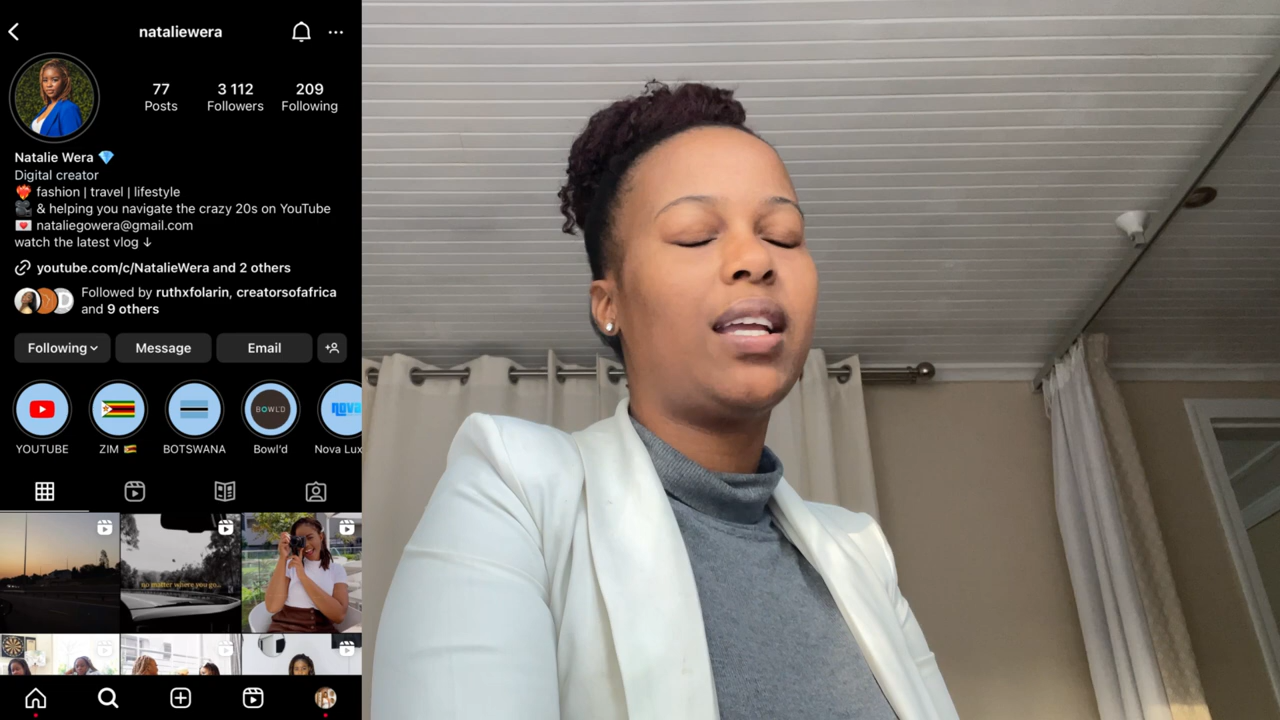 nataliewera
77
Posts
3 112
Followers
209
Following
Natalie Wera 💎
Digital creator
❤️‍🔥 fashion | travel | lifestyle
🎥 & helping you navigate the crazy 20s on YouTube
💌 nataliegowera@gmail.com
watch the latest vlog ↓
youtube.com/c/NatalieWera and 2 others
Followed by ruthxfolarin, creatorsofafrica
and 9 others
Following
Message
Email
BOWL'D
nova
YOUTUBE
ZIM 🇿🇼
BOTSWANA
Bowl'd
Nova Lux
no matter where you go...